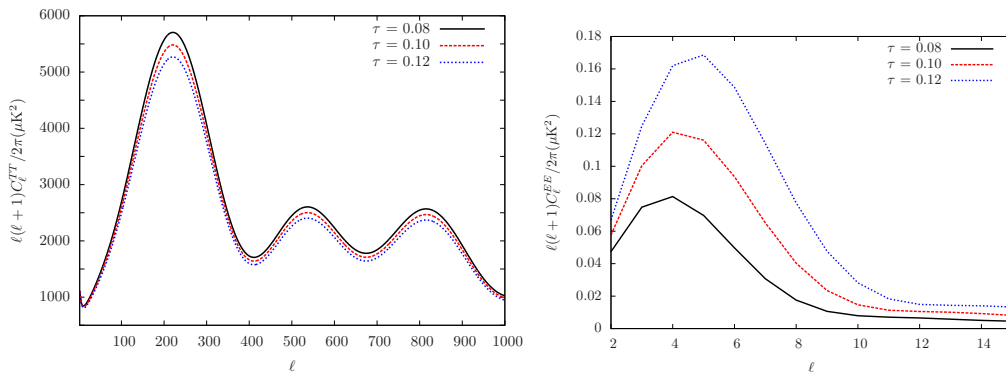 6000
5000
4000
3000
2000
1000
100 200 300 400 500 600 700 800 900 1000
ℓ
ℓ(ℓ + 1)C_ℓ^{TT}/2π(μK²)
τ = 0.08
τ = 0.10
τ = 0.12
0.18
0.16
0.14
0.12
0.1
0.08
0.06
0.04
0.02
0
2 4 6 8 10 12 14
ℓ
ℓ(ℓ + 1)C_ℓ^{EE}/2π(μK²)
τ = 0.08
τ = 0.10
τ = 0.12